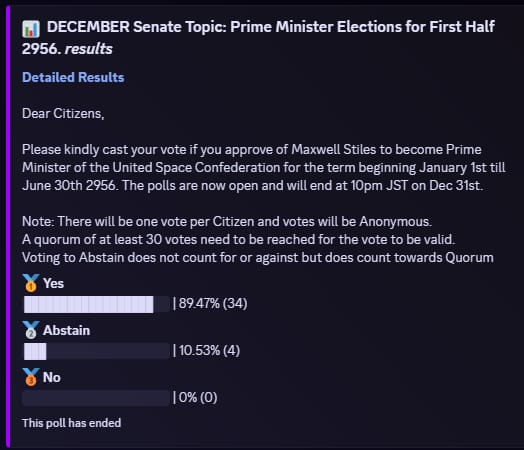 DECEMBER Senate Topic: Prime Minister Elections for First Half
2956. results
Detailed Results
Dear Citizens,
Please kindly cast your vote if you approve of Maxwell Stiles to become Prime
Minister of the United Space Confederation for the term beginning January 1st till
June 30th 2956. The polls are now open and will end at 10pm JST on Dec 31st.
Note: There will be one vote per Citizen and votes will be Anonymous.
A quorum of at least 30 votes need to be reached for the vote to be valid.
Voting to Abstain does not count for or against but does count towards Quorum
1 Yes
| 89.47% (34)
2 Abstain
| 10.53% (4)
3 No
| 0% (0)
This poll has ended